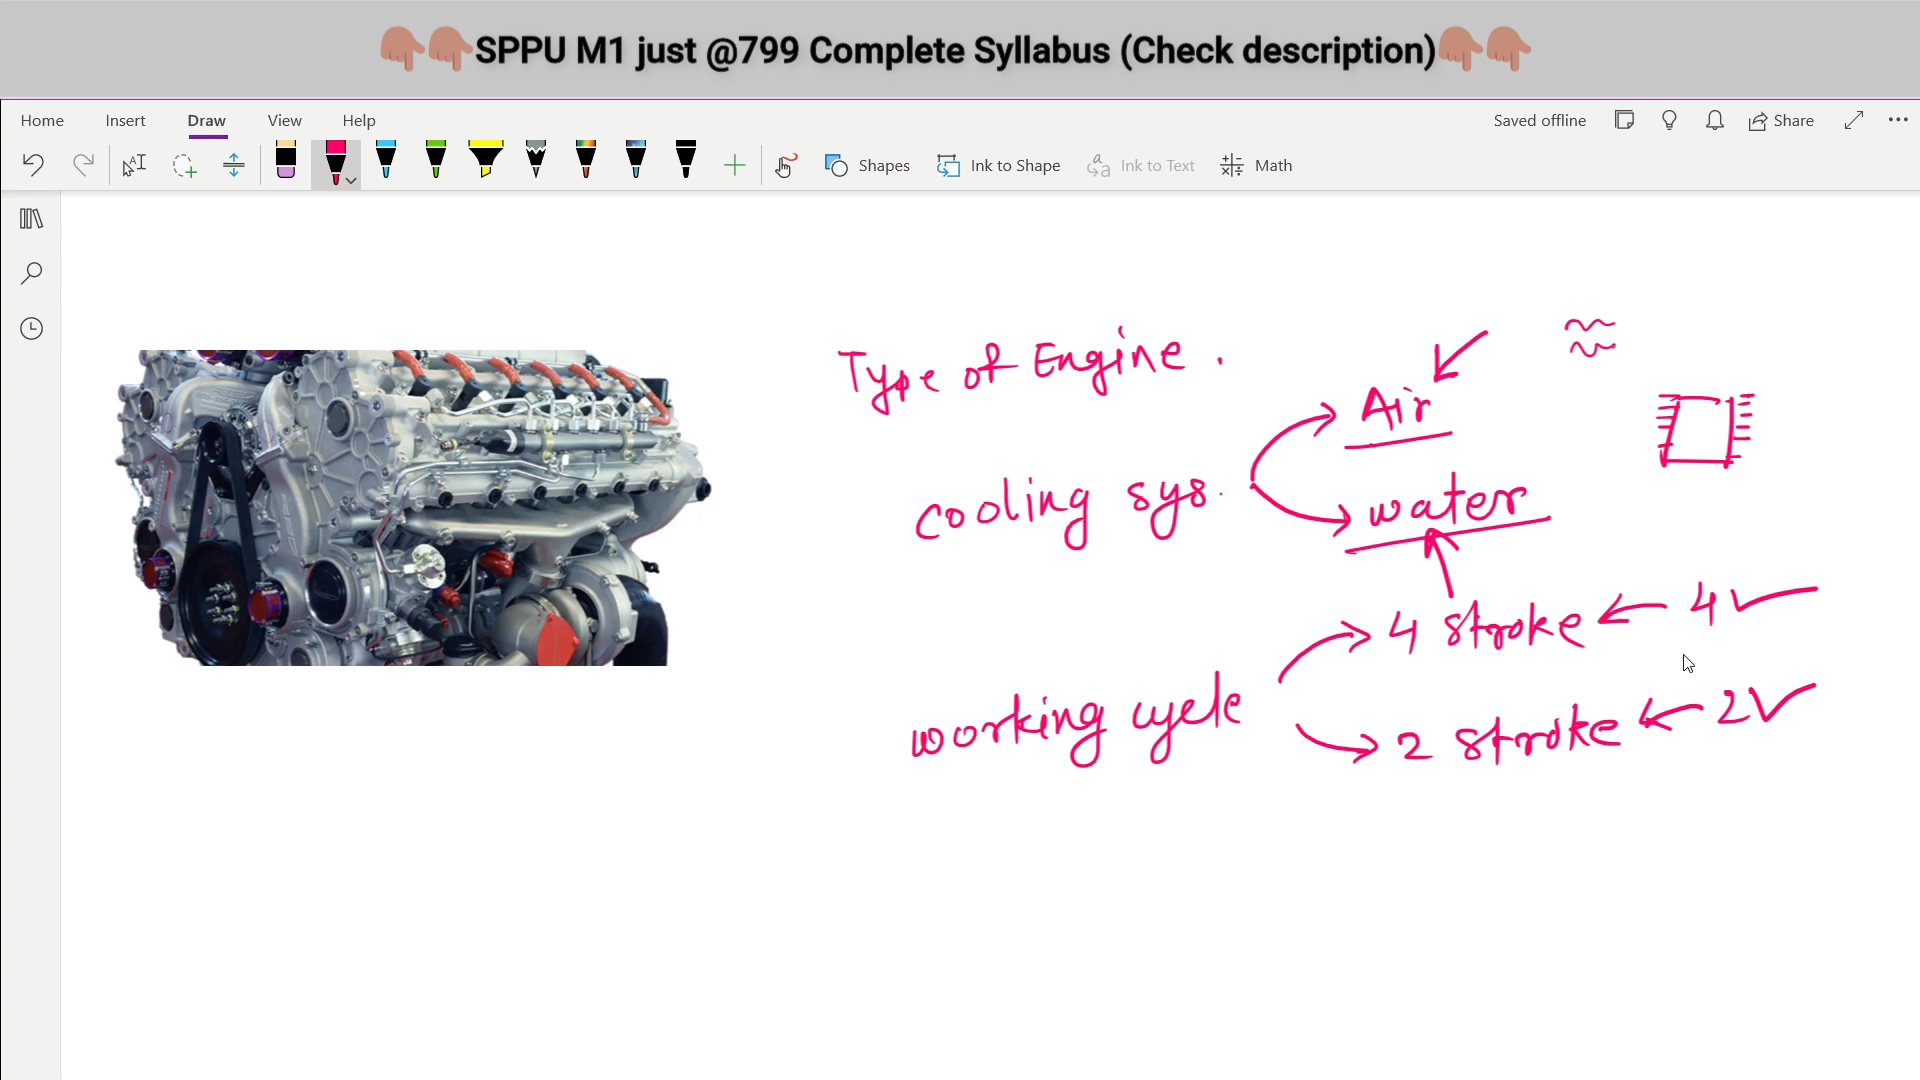 👇🏽👇🏽SPPU M1 just @799 Complete Syllabus (Check description)👇🏽👇🏽
Home Insert Draw View Help Saved offline Share
Shapes Ink to Shape Ink to Text Math
Type of Engine.
Air
cooling sys.
water
4 stroke ← 4 ✓
working cycle
2 stroke ← 2 ✓